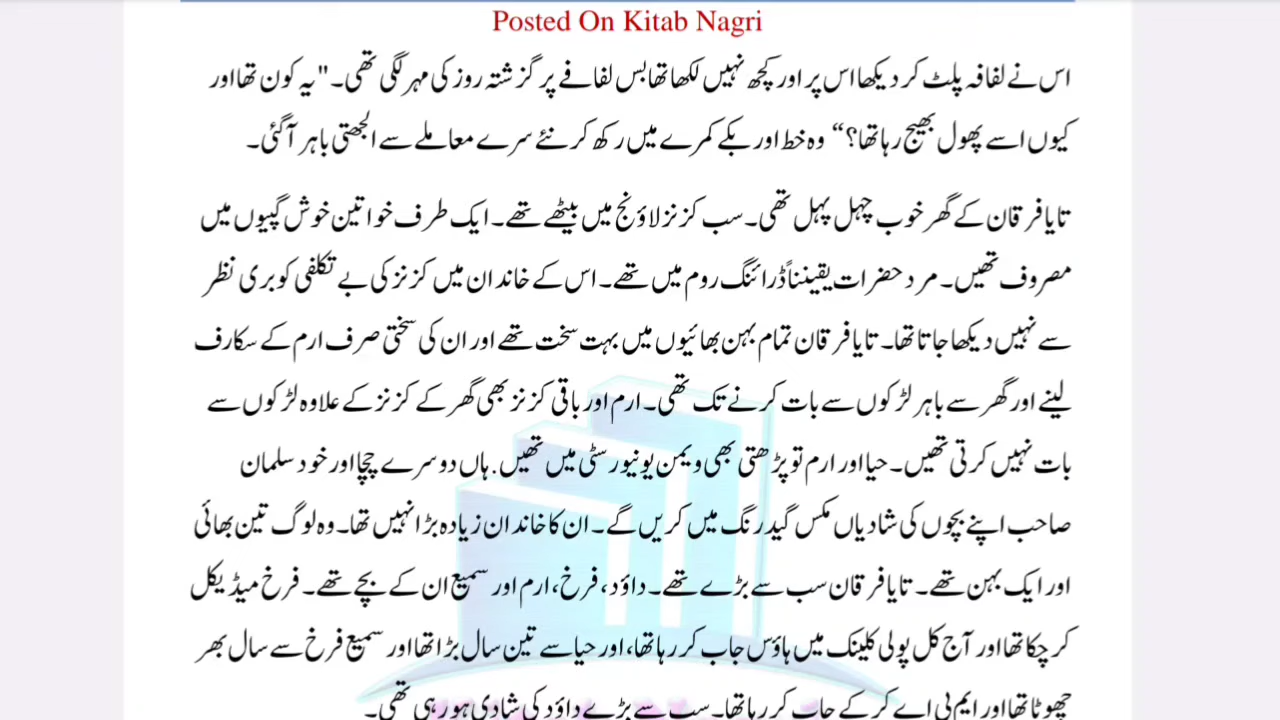 Posted On Kitab Nagri
اس نے لفافہ پلٹ کر دیکھا اس پر اور کچھ نہیں لکھا تھا بس لفافے پر گزشتہ روز کی مہر لگی تھی۔ "یہ کون تھا اور
کیوں اسے پھول بھیج رہا تھا؟“ وہ خط اور بکے کمرے میں رکھ کر نئے سرے معاملے سے الجھتی باہر آ گئی۔
تایا فرقان کے گھر خوب چہل پہل تھی۔ سب کزنز لاؤنج میں بیٹھے تھے۔ ایک طرف خواتین خوش گپیوں میں
مصروف تھیں۔ مرد حضرات یقینناً ڈرائنگ روم میں تھے۔ اس کے خاندان میں کزنز کی بے تکلفی کو بری نظر
سے نہیں دیکھا جاتا تھا۔ تایا فرقان تمام بہن بھائیوں میں بہت سخت تھے اور ان کی سختی صرف ارم کے سکارف
لینے اور گھر سے باہر لڑکوں سے بات کرنے تک تھی۔ ارم اور باقی کزنز بھی گھر کے کزنز کے علاوہ لڑکوں سے
بات نہیں کرتی تھیں۔ حیا اور ارم تو پڑھتی بھی ویمن یونیورسٹی میں تھیں. ہاں دوسرے چچا اور خود سلمان
صاحب اپنے بچوں کی شادیاں مکس گیدرنگ میں کریں گے۔ ان کا خاندان زیادہ بڑا نہیں تھا۔ وہ لوگ تین بھائی
اور ایک بہن تھے۔ تایا فرقان سب سے بڑے تھے۔ داؤد، فرخ، ارم اور سمیع ان کے بچے تھے۔ فرخ میڈیکل
کر چکا تھا اور آج کل پولی کلینک میں ہاؤس جاب کر رہا تھا، اور حیا سے تین سال بڑا تھا اور سمیع فرخ سے سال بھر
چھوٹا تھا اور ایم بی اے کر کے جاب کر رہا تھا۔ سب سے بڑے داؤد کی شادی ہو رہی تھی۔